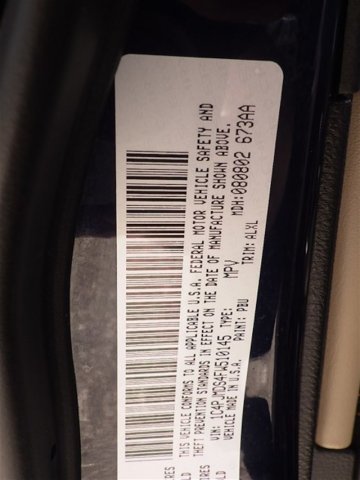 THIS VEHICLE CONFORMS TO ALL APPLICABLE U.S.A. FEDERAL MOTOR VEHICLE SAFETY AND
THEFT PREVENTION STANDARDS IN EFFECT ON THE DATE OF MANUFACTURE SHOWN ABOVE.
VIN: 1C4PJMDS4FW510145 TYPE: MPV MDH: 080802 673AA
VEHICLE MADE IN U.S.A. PAINT: PBU TRIM: ALXL